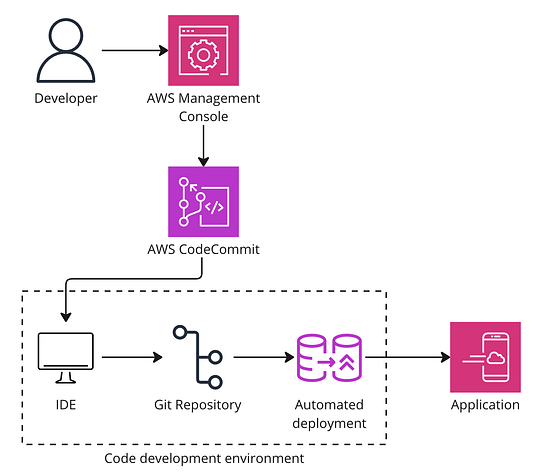 Developer
AWS Management
Console
AWS CodeCommit
IDE
Git Repository
Automated
deployment
Application
Code development environment